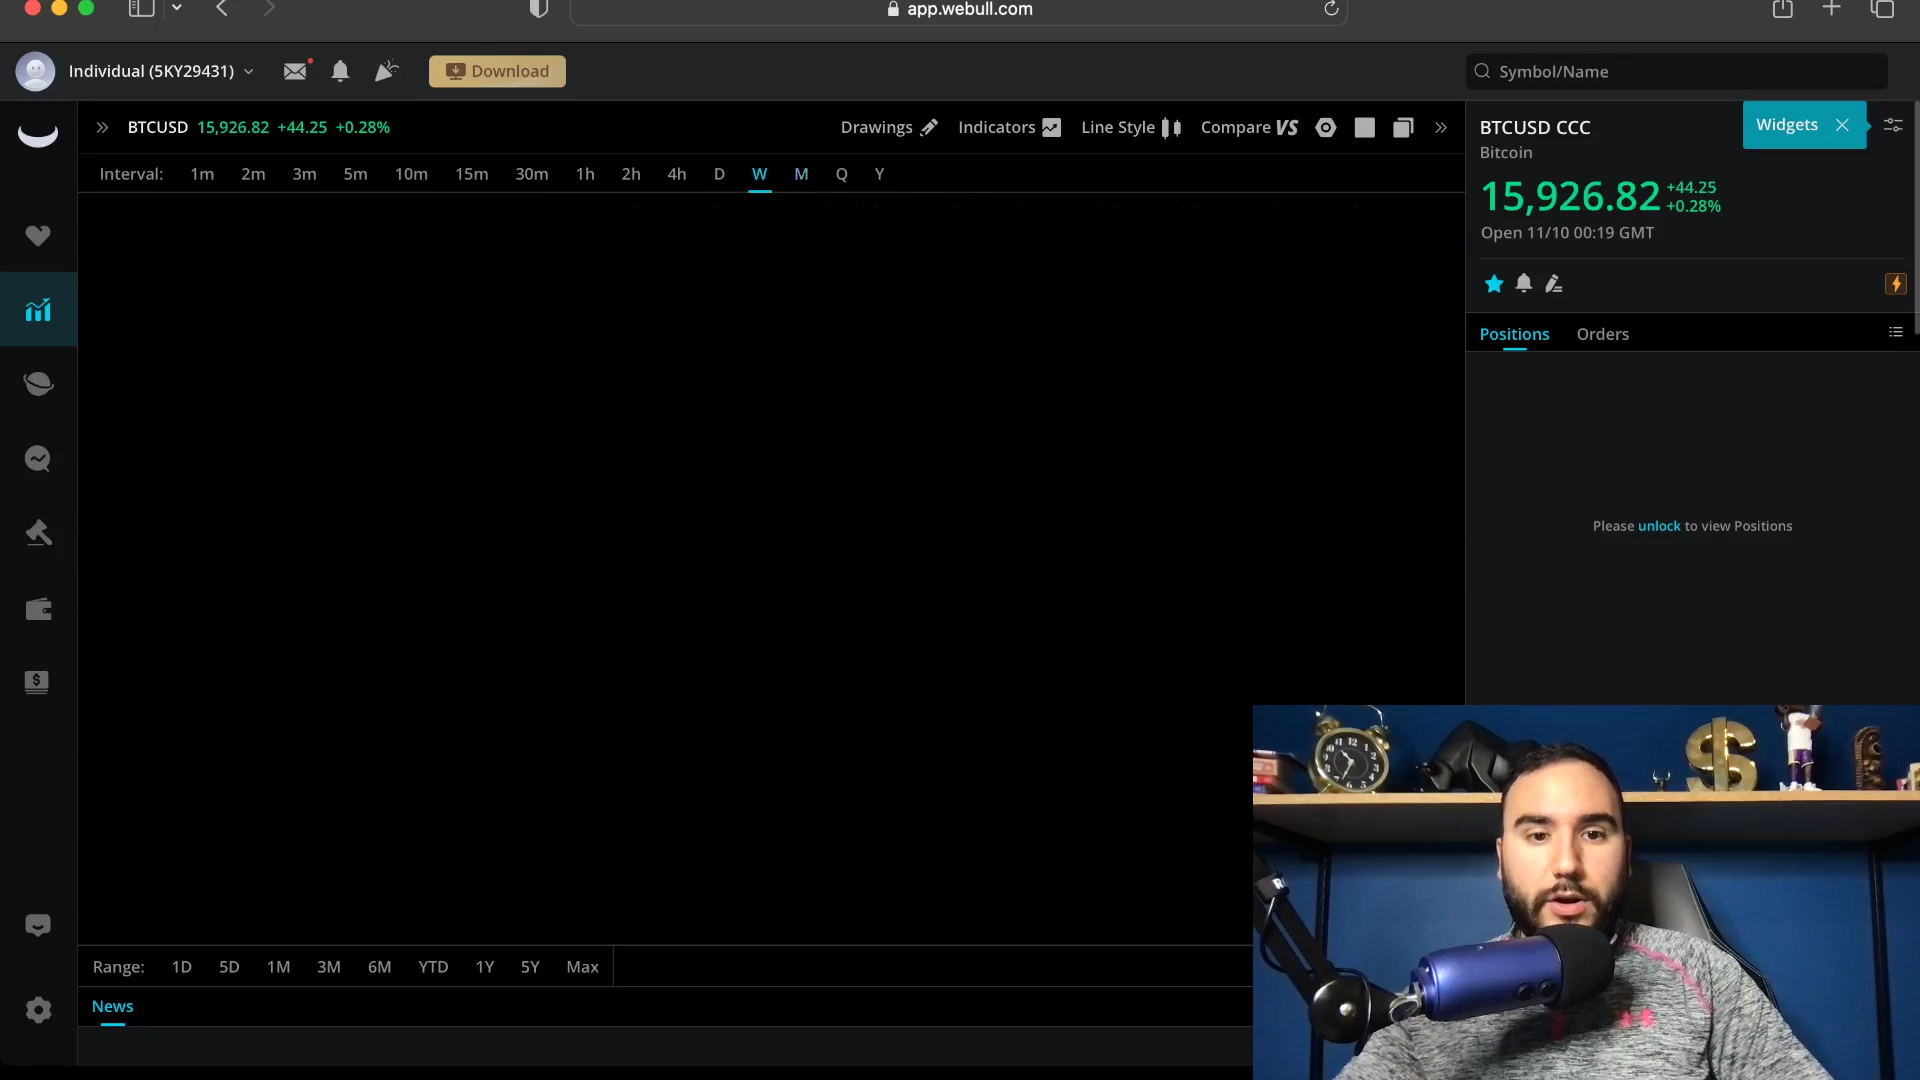 app.webull.com
Individual (5KY29431)
Download
Symbol/Name
BTCUSD 15,926.82 +44.25 +0.28%
Drawings
Indicators
Line Style
Compare VS
Interval: 1m 2m 3m 5m 10m 15m 30m 1h 2h 4h D W M Q Y
BTCUSD CCC
Widgets
Bitcoin
15,926.82
+44.25
+0.28%
Open 11/10 00:19 GMT
Positions Orders
Please unlock to view Positions
Range: 1D 5D 1M 3M 6M YTD 1Y 5Y Max
News